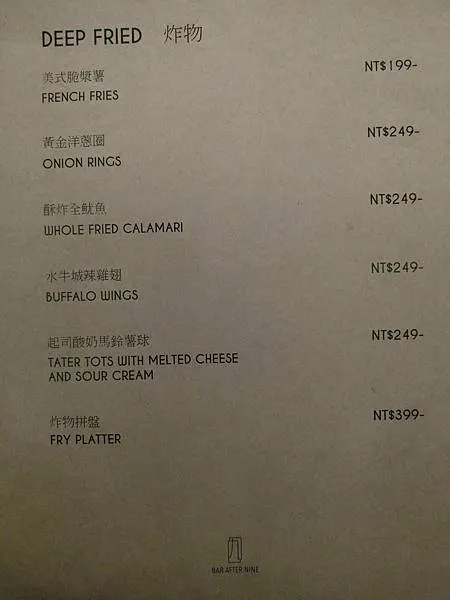 DEEP FRIED 炸物
美式脆漿薯 NT$199-
FRENCH FRIES
黃金洋蔥圈 NT$249-
ONION RINGS
酥炸全魷魚 NT$249-
WHOLE FRIED CALAMARI
水牛城辣雞翅 NT$249-
BUFFALO WINGS
起司酸奶馬鈴薯球 NT$249-
TATER TOTS WITH MELTED CHEESE
AND SOUR CREAM
炸物拼盤 NT$399-
FRY PLATTER
九
BAR AFTER NINE